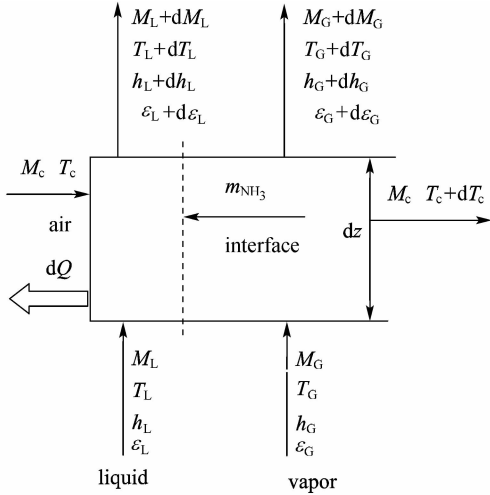 M_L+dM_L
T_L+dT_L
h_L+dh_L
ε_L+dε_L
M_G+dM_G
T_G+dT_G
h_G+dh_G
ε_G+dε_G
M_c T_c
air
dQ
m_NH₃
interface
dz
M_c T_c+dT_c
M_L
T_L
h_L
ε_L
liquid
M_G
T_G
h_G
ε_G
vapor